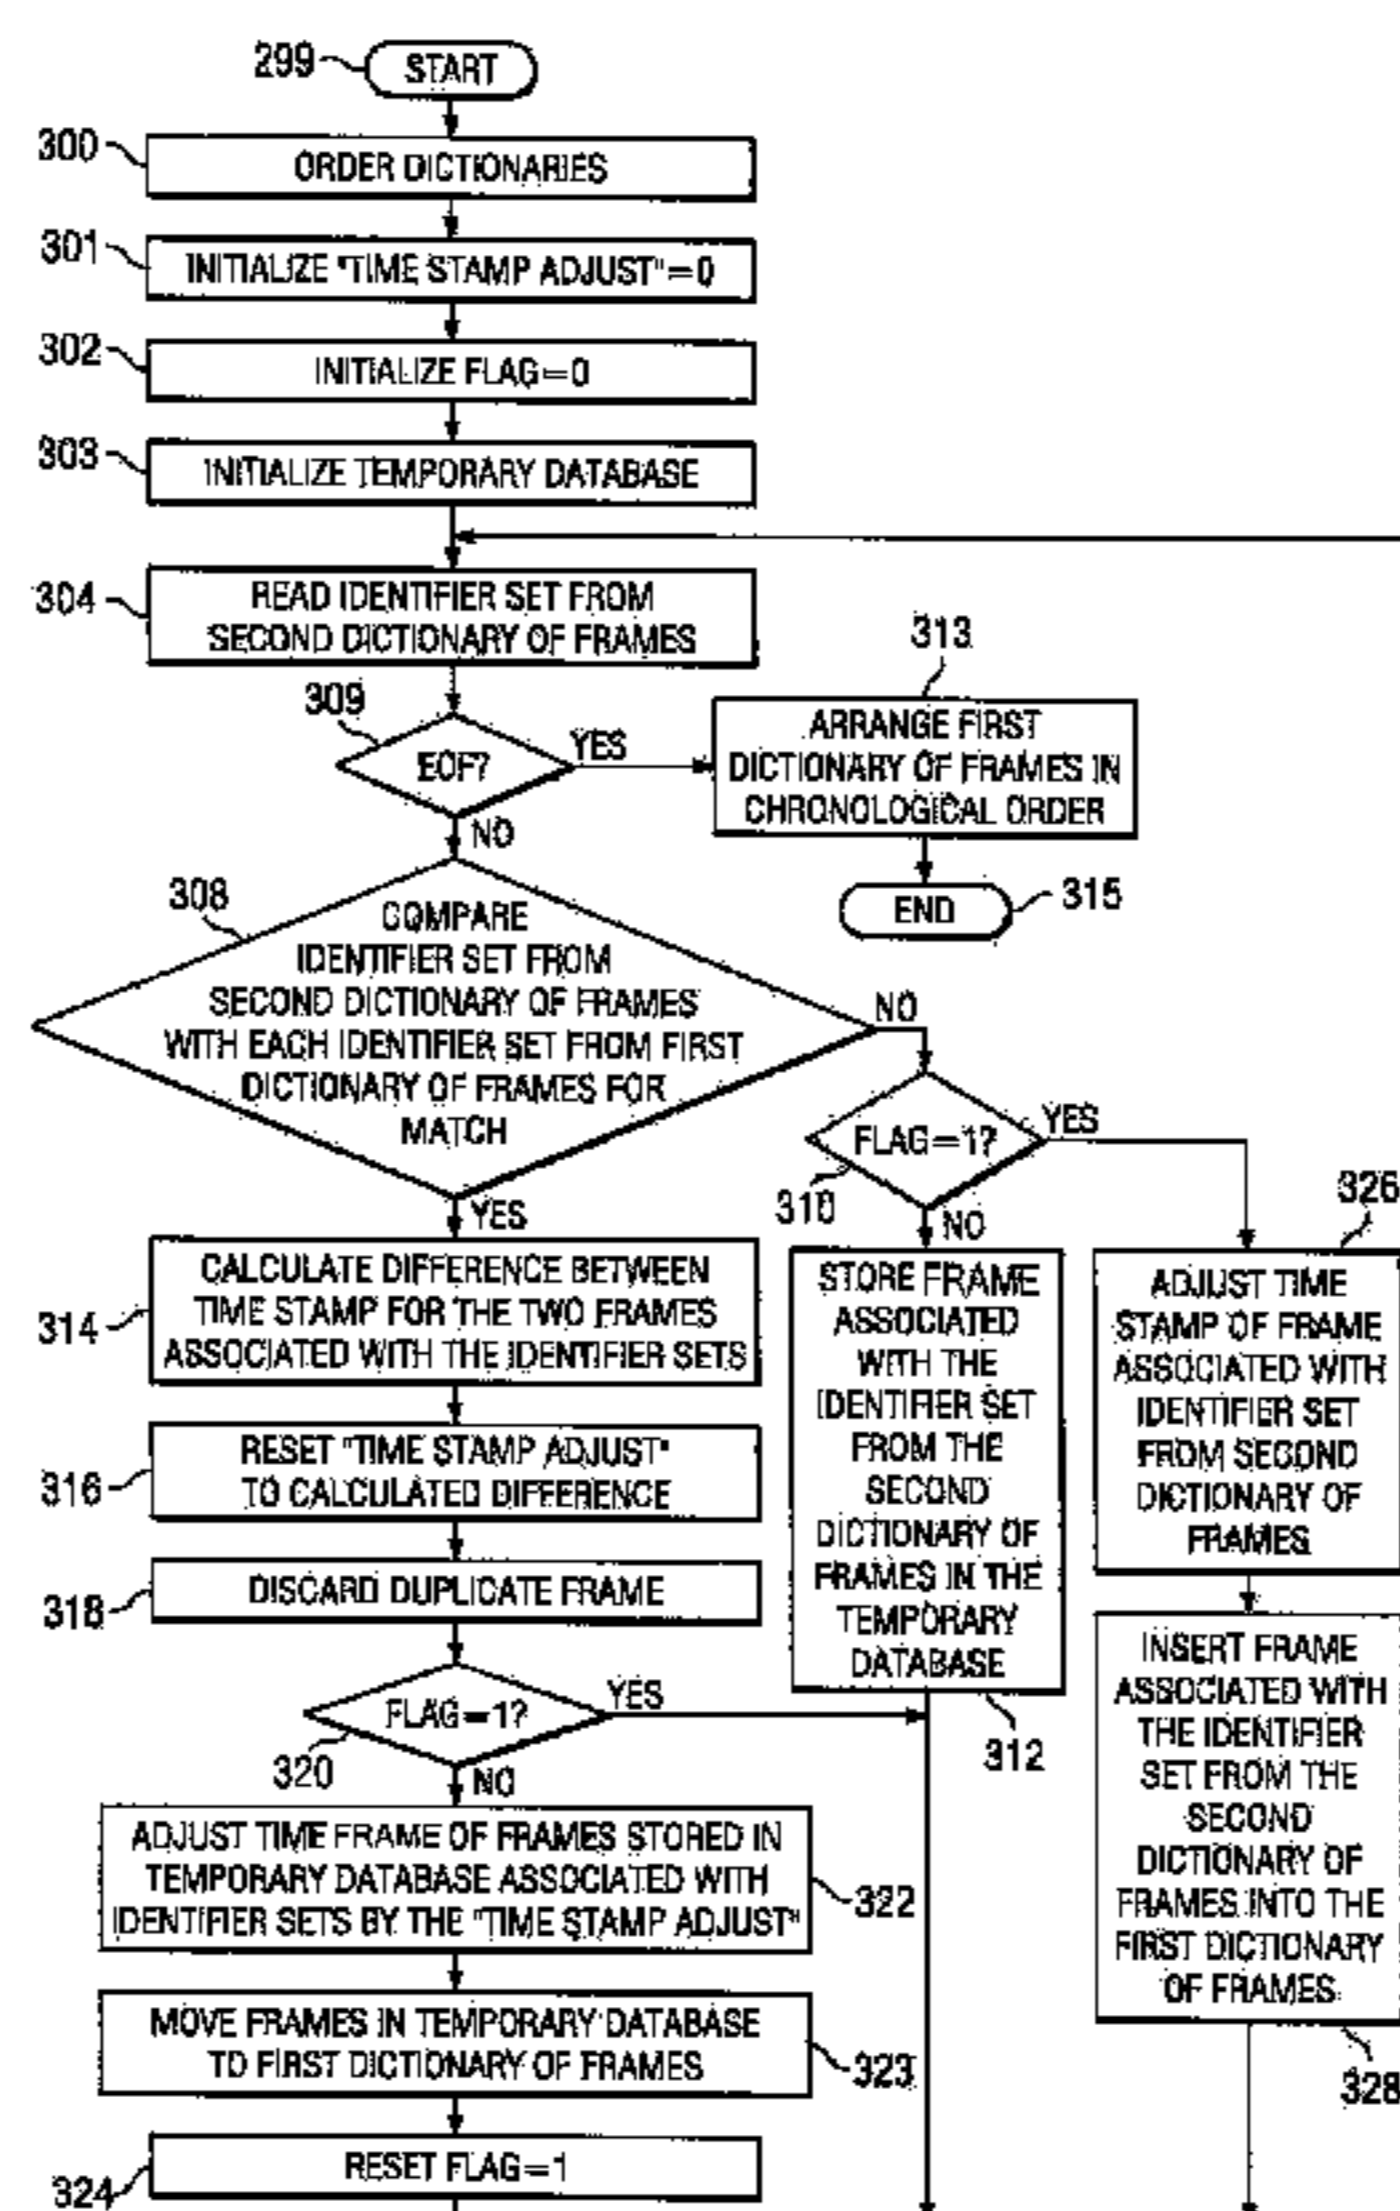 299
START
300
ORDER DICTIONARIES
301
INITIALIZE "TIME STAMP ADJUST"=0
302
INITIALIZE FLAG=0
303
INITIALIZE TEMPORARY DATABASE
304
READ IDENTIFIER SET FROM
SECOND DICTIONARY OF FRAMES
309
EOF?
YES
NO
313
ARRANGE FIRST
DICTIONARY OF FRAMES IN
CHRONOLOGICAL ORDER
END
315
308
COMPARE
IDENTIFIER SET FROM
SECOND DICTIONARY OF FRAMES
WITH EACH IDENTIFIER SET FROM FIRST
DICTIONARY OF FRAMES FOR
MATCH
NO
YES
FLAG=1?
310
YES
NO
314
CALCULATE DIFFERENCE BETWEEN
TIME STAMP FOR THE TWO FRAMES
ASSOCIATED WITH THE IDENTIFIER SETS
316
RESET "TIME STAMP ADJUST"
TO CALCULATED DIFFERENCE
318
DISCARD DUPLICATE FRAME
FLAG=1?
320
YES
NO
STORE FRAME
ASSOCIATED
WITH THE
IDENTIFIER SET
FROM THE
SECOND
DICTIONARY OF
FRAMES IN THE
TEMPORARY
DATABASE
312
326
ADJUST TIME
STAMP OF FRAME
ASSOCIATED WITH
IDENTIFIER SET
FROM SECOND
DICTIONARY OF
FRAMES
INSERT FRAME
ASSOCIATED WITH
THE IDENTIFIER
SET FROM THE
SECOND
DICTIONARY OF
FRAMES INTO THE
FIRST DICTIONARY
OF FRAMES
328
ADJUST TIME FRAME OF FRAMES STORED IN
TEMPORARY DATABASE ASSOCIATED WITH
IDENTIFIER SETS BY THE "TIME STAMP ADJUST"
322
MOVE FRAMES IN TEMPORARY DATABASE
TO FIRST DICTIONARY OF FRAMES
323
RESET FLAG=1
324